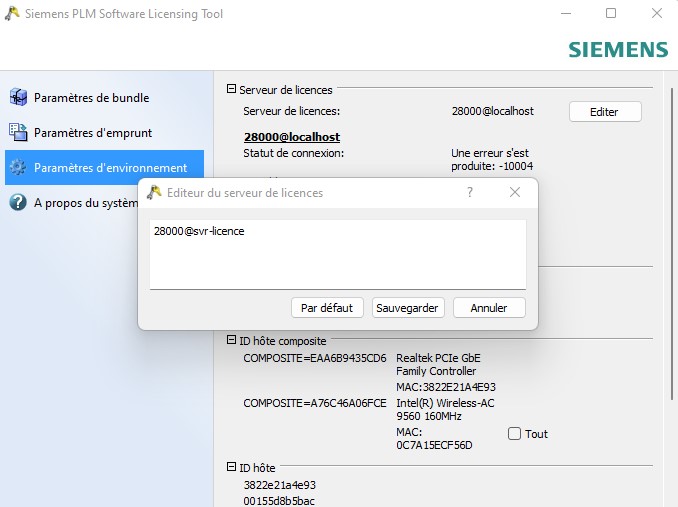 Siemens PLM Software Licensing Tool
SIEMENS
Paramètres de bundle
Paramètres d'emprunt
Paramètres d'environnement
A propos du systèm
Serveur de licences
Serveur de licences:
28000@localhost
Editer
28000@localhost
Statut de connexion:
Une erreur s'est
produite: -10004
Editeur du serveur de licences
?
28000@svr-licence
Par défaut
Sauvegarder
Annuler
ID hôte composite
COMPOSITE=EAA6B9435CD6
Realtek PCIe GbE
Family Controller
MAC:3822E21A4E93
COMPOSITE=A76C46A06FCE
Intel(R) Wireless-AC
9560 160MHz
MAC:
0C7A15ECF56D
Tout
ID hôte
3822e21a4e93
00155d8b5bac